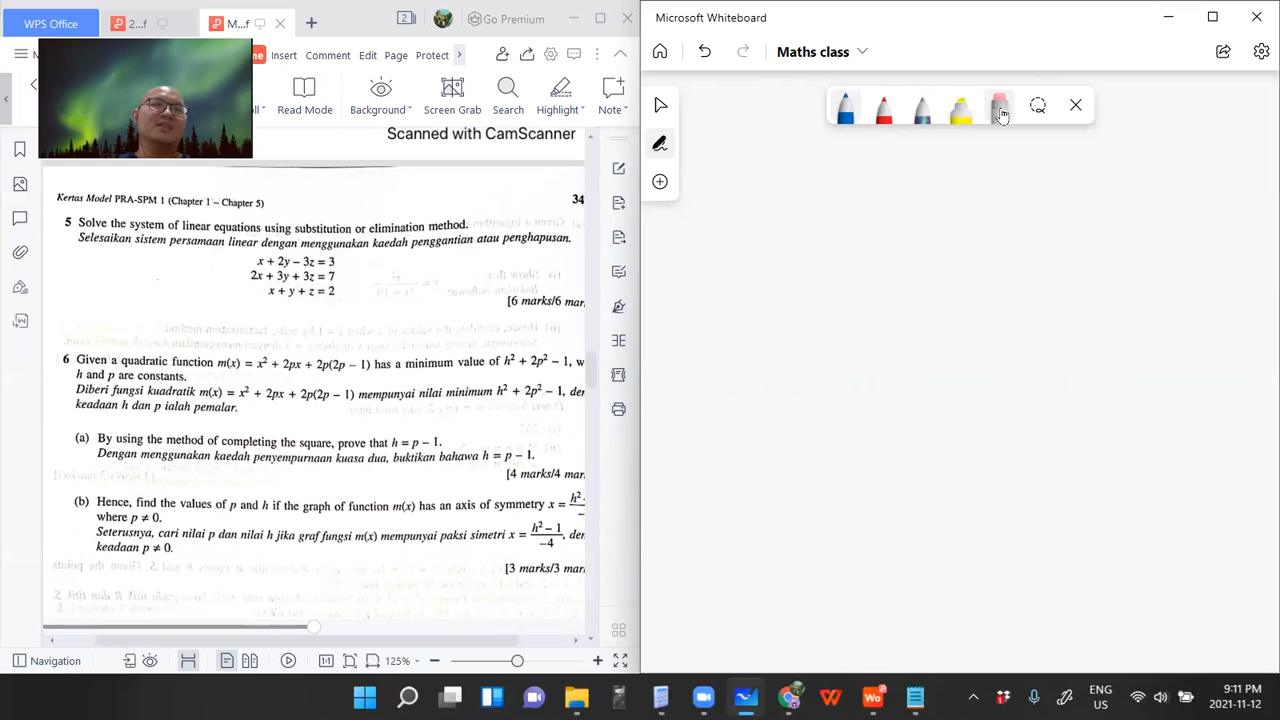 WPS Office
2...f
M...f
2
Go Premium
Microsoft Whiteboard
Insert
Comment
Edit
Page
Protect
Maths class
Read Mode
Background
Screen Grab
Search
Highlight
Note
Scanned with CamScanner
Kertas Model PRA-SPM 1 (Chapter 1 – Chapter 5)
34
5 Solve the system of linear equations using substitution or elimination method.
Selesaikan sistem persamaan linear dengan menggunakan kaedah penggantian atau penghapusan.
x + 2y – 3z = 3
2x + 3y + 3z = 7
x + y + z = 2
[6 marks/6 mar
6 Given a quadratic function m(x) = x² + 2px + 2p(2p – 1) has a minimum value of h² + 2p² – 1, w
h and p are constants.
Diberi fungsi kuadratik m(x) = x² + 2px + 2p(2p – 1) mempunyai nilai minimum h² + 2p² – 1, de
keadaan h dan p ialah pemalar.
(a) By using the method of completing the square, prove that h = p – 1.
Dengan menggunakan kaedah penyempurnaan kuasa dua, buktikan bahawa h = p – 1.
[4 marks/4 mar
(b) Hence, find the values of p and h if the graph of function m(x) has an axis of symmetry x = h²
where p ≠ 0.
Seterusnya, cari nilai p dan nilai h jika graf fungsi m(x) mempunyai paksi simetri x = (h² – 1)/–4, de
keadaan p ≠ 0.
[3 marks/3 mar
Navigation
1:1
125%
ENG
US
9:11 PM
2021-11-12